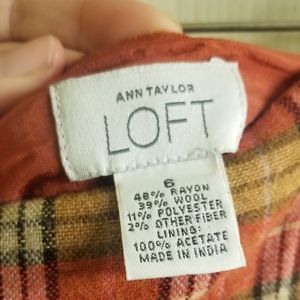 ANN TAYLOR
LOFT
6
48% RAYON
39% WOOL
11% POLYESTER
2% OTHER FIBER
LINING:
100% ACETATE
MADE IN INDIA